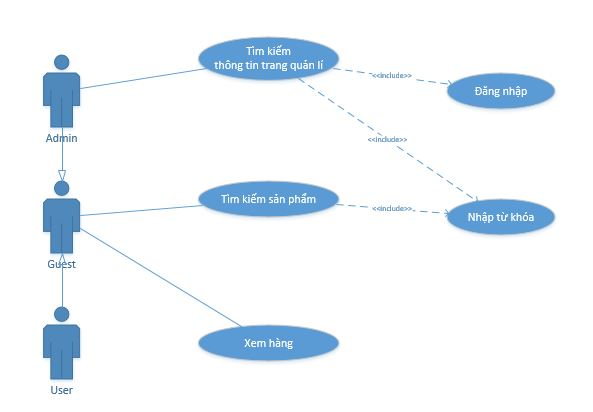 Tìm kiếm
thông tin trang quản lí
<<include>>
Đăng nhập
Admin
<<include>>
Tìm kiếm sản phẩm
<<include>>
Nhập từ khóa
Guest
Xem hàng
User